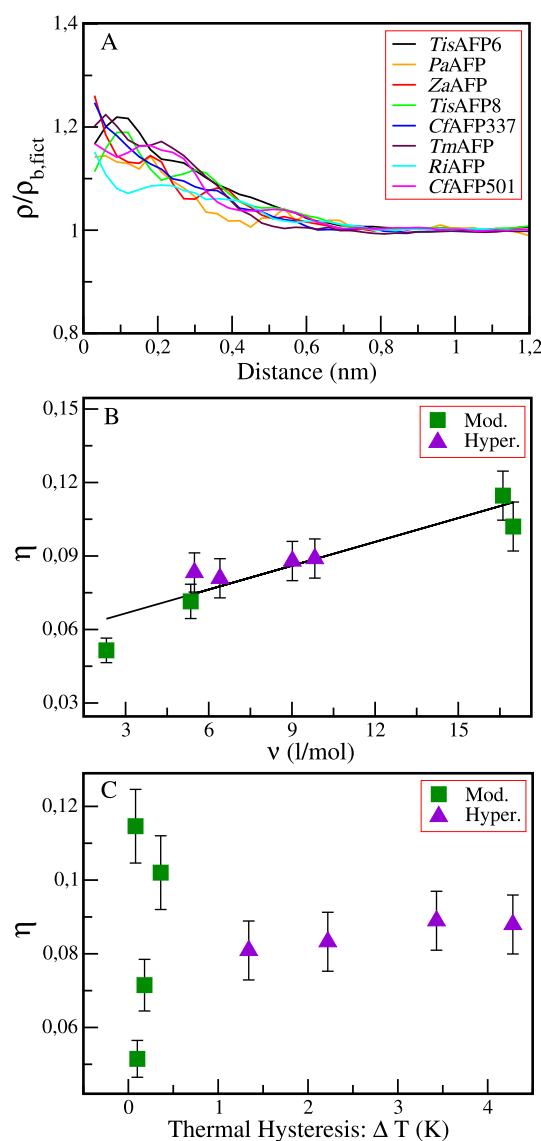 A
TisAFP6
PaAFP
ZaAFP
TisAFP8
CfAFP337
TmAFP
RiAFP
CfAFP501
1,4
1,2
1
0,8
ρ/ρb,fict
0 0,2 0,4 0,6 0,8 1 1,2
Distance (nm)
B
Mod.
Hyper.
0,15
0,12
0,09
0,06
0,03
η
3 6 9 12 15
ν (l/mol)
C
Mod.
Hyper.
0,12
0,1
0,08
0,06
η
0 1 2 3 4
Thermal Hysteresis: Δ T (K)